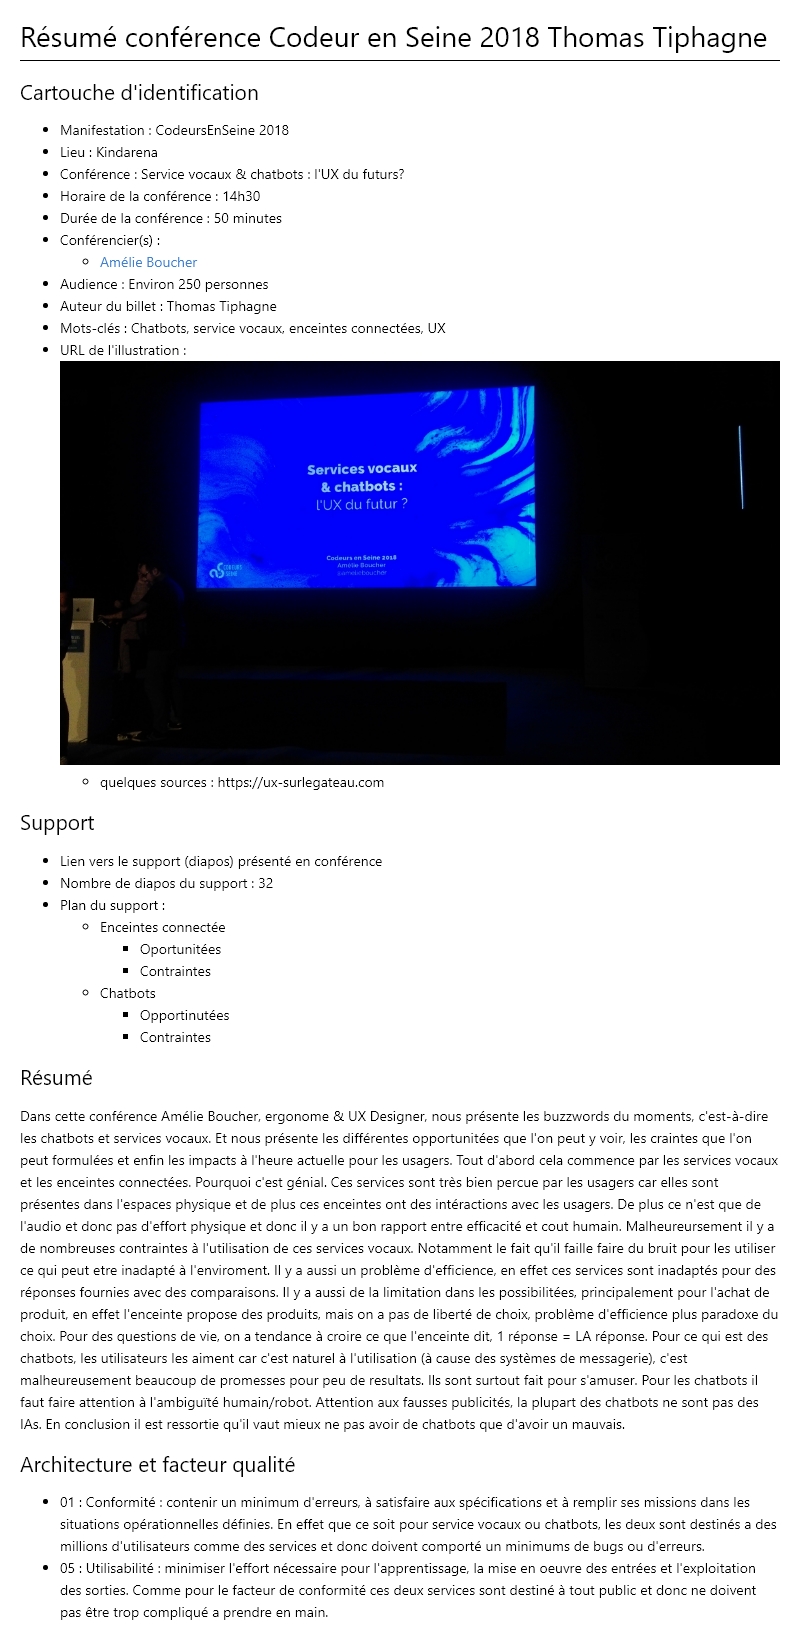 Résumé conférence Codeur en Seine 2018 Thomas Tiphagne
Cartouche d'identification
Manifestation : CodeursEnSeine 2018
Lieu : Kindarena
Conférence : Service vocaux & chatbots : l'UX du futurs?
Horaire de la conférence : 14h30
Durée de la conférence : 50 minutes
Conférencier(s) :
Amélie Boucher
Audience : Environ 250 personnes
Auteur du billet : Thomas Tiphagne
Mots-clés : Chatbots, service vocaux, enceintes connectées, UX
URL de l'illustration :
Services vocaux
& chatbots :
l'UX du futur ?
Codeurs en Seine 2018
Amélie Boucher
@amelieboucher
CODEURS
SEINE
quelques sources : https://ux-surlegateau.com
Support
Lien vers le support (diapos) présenté en conférence
Nombre de diapos du support : 32
Plan du support :
Enceintes connectée
Oportunitées
Contraintes
Chatbots
Opportinutées
Contraintes
Résumé
Dans cette conférence Amélie Boucher, ergonome & UX Designer, nous présente les buzzwords du moments, c'est-à-dire
les chatbots et services vocaux. Et nous présente les différentes opportunitées que l'on peut y voir, les craintes que l'on
peut formulées et enfin les impacts à l'heure actuelle pour les usagers. Tout d'abord cela commence par les services vocaux
et les enceintes connectées. Pourquoi c'est génial. Ces services sont très bien percue par les usagers car elles sont
présentes dans l'espaces physique et de plus ces enceintes ont des intéractions avec les usagers. De plus ce n'est que de
l'audio et donc pas d'effort physique et donc il y a un bon rapport entre efficacité et cout humain. Malheureursement il y a
de nombreuses contraintes à l'utilisation de ces services vocaux. Notamment le fait qu'il faille faire du bruit pour les utiliser
ce qui peut etre inadapté à l'enviroment. Il y a aussi un problème d'efficience, en effet ces services sont inadaptés pour des
réponses fournies avec des comparaisons. Il y a aussi de la limitation dans les possibilitées, principalement pour l'achat de
produit, en effet l'enceinte propose des produits, mais on a pas de liberté de choix, problème d'efficience plus paradoxe du
choix. Pour des questions de vie, on a tendance à croire ce que l'enceinte dit, 1 réponse = LA réponse. Pour ce qui est des
chatbots, les utilisateurs les aiment car c'est naturel à l'utilisation (à cause des systèmes de messagerie), c'est
malheureusement beaucoup de promesses pour peu de resultats. Ils sont surtout fait pour s'amuser. Pour les chatbots il
faut faire attention à l'ambiguïté humain/robot. Attention aux fausses publicités, la plupart des chatbots ne sont pas des
IAs. En conclusion il est ressortie qu'il vaut mieux ne pas avoir de chatbots que d'avoir un mauvais.
Architecture et facteur qualité
01 : Conformité : contenir un minimum d'erreurs, à satisfaire aux spécifications et à remplir ses missions dans les
situations opérationnelles définies. En effet que ce soit pour service vocaux ou chatbots, les deux sont destinés a des
millions d'utilisateurs comme des services et donc doivent comporté un minimums de bugs ou d'erreurs.
05 : Utilisabilité : minimiser l'effort nécessaire pour l'apprentissage, la mise en oeuvre des entrées et l'exploitation
des sorties. Comme pour le facteur de conformité ces deux services sont destiné à tout public et donc ne doivent
pas être trop compliqué a prendre en main.